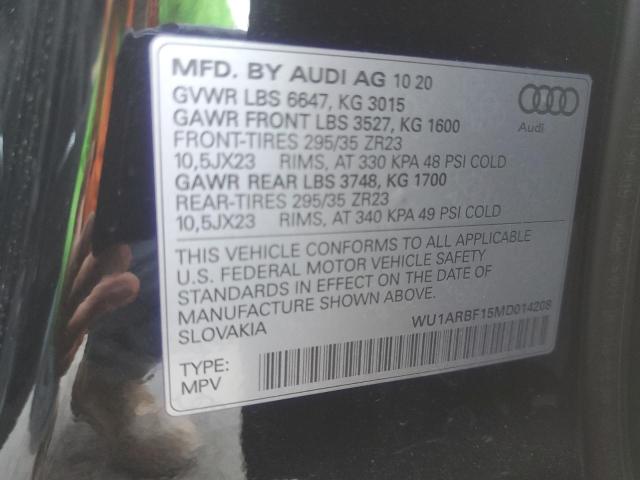 MFD. BY AUDI AG 10 20
GVWR LBS 6647, KG 3015
GAWR FRONT LBS 3527, KG 1600
FRONT-TIRES 295/35 ZR23
10,5JX23 RIMS, AT 330 KPA 48 PSI COLD
GAWR REAR LBS 3748, KG 1700
REAR-TIRES 295/35 ZR23
10,5JX23 RIMS, AT 340 KPA 49 PSI COLD
Audi
THIS VEHICLE CONFORMS TO ALL APPLICABLE
U.S. FEDERAL MOTOR VEHICLE SAFETY
STANDARDS IN EFFECT ON THE DATE OF
MANUFACTURE SHOWN ABOVE.
SLOVAKIA
WU1ARBF15MD014208
TYPE:
MPV